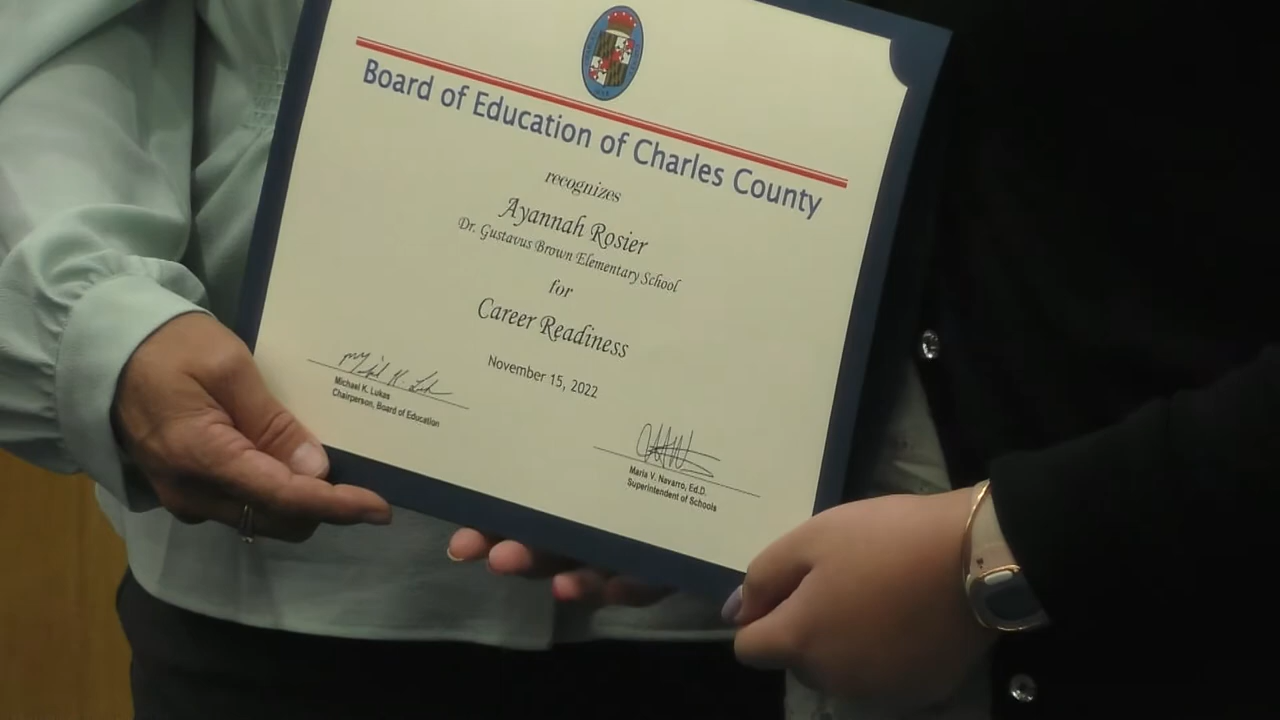 Board of Education of Charles County
recognizes
Ayannah Rosier
Dr. Gustavus Brown Elementary School
for
Career Readiness
November 15, 2022
Michael K. Lukas
Chairperson, Board of Education
Maria V. Navarro, Ed.D.
Superintendent of Schools